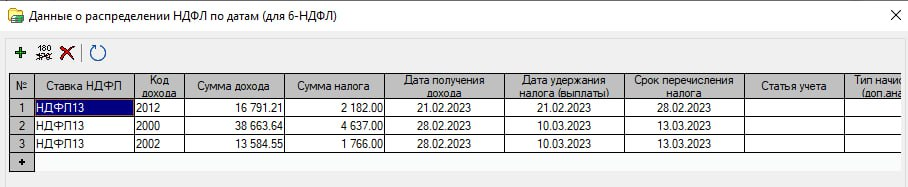 Данные о распределении НДФЛ по датам (для 6-НДФЛ)
№ Ставка НДФЛ Код дохода Сумма дохода Сумма налога Дата получения дохода Дата удержания налога (выплаты) Срок перечисления налога Статья учета Тип начис (доп.ана
1 НДФЛ13 2012 16 791.21 2 182.00 21.02.2023 21.02.2023 28.02.2023
2 НДФЛ13 2000 38 663.64 4 637.00 28.02.2023 10.03.2023 13.03.2023
3 НДФЛ13 2002 13 584.55 1 766.00 28.02.2023 10.03.2023 13.03.2023